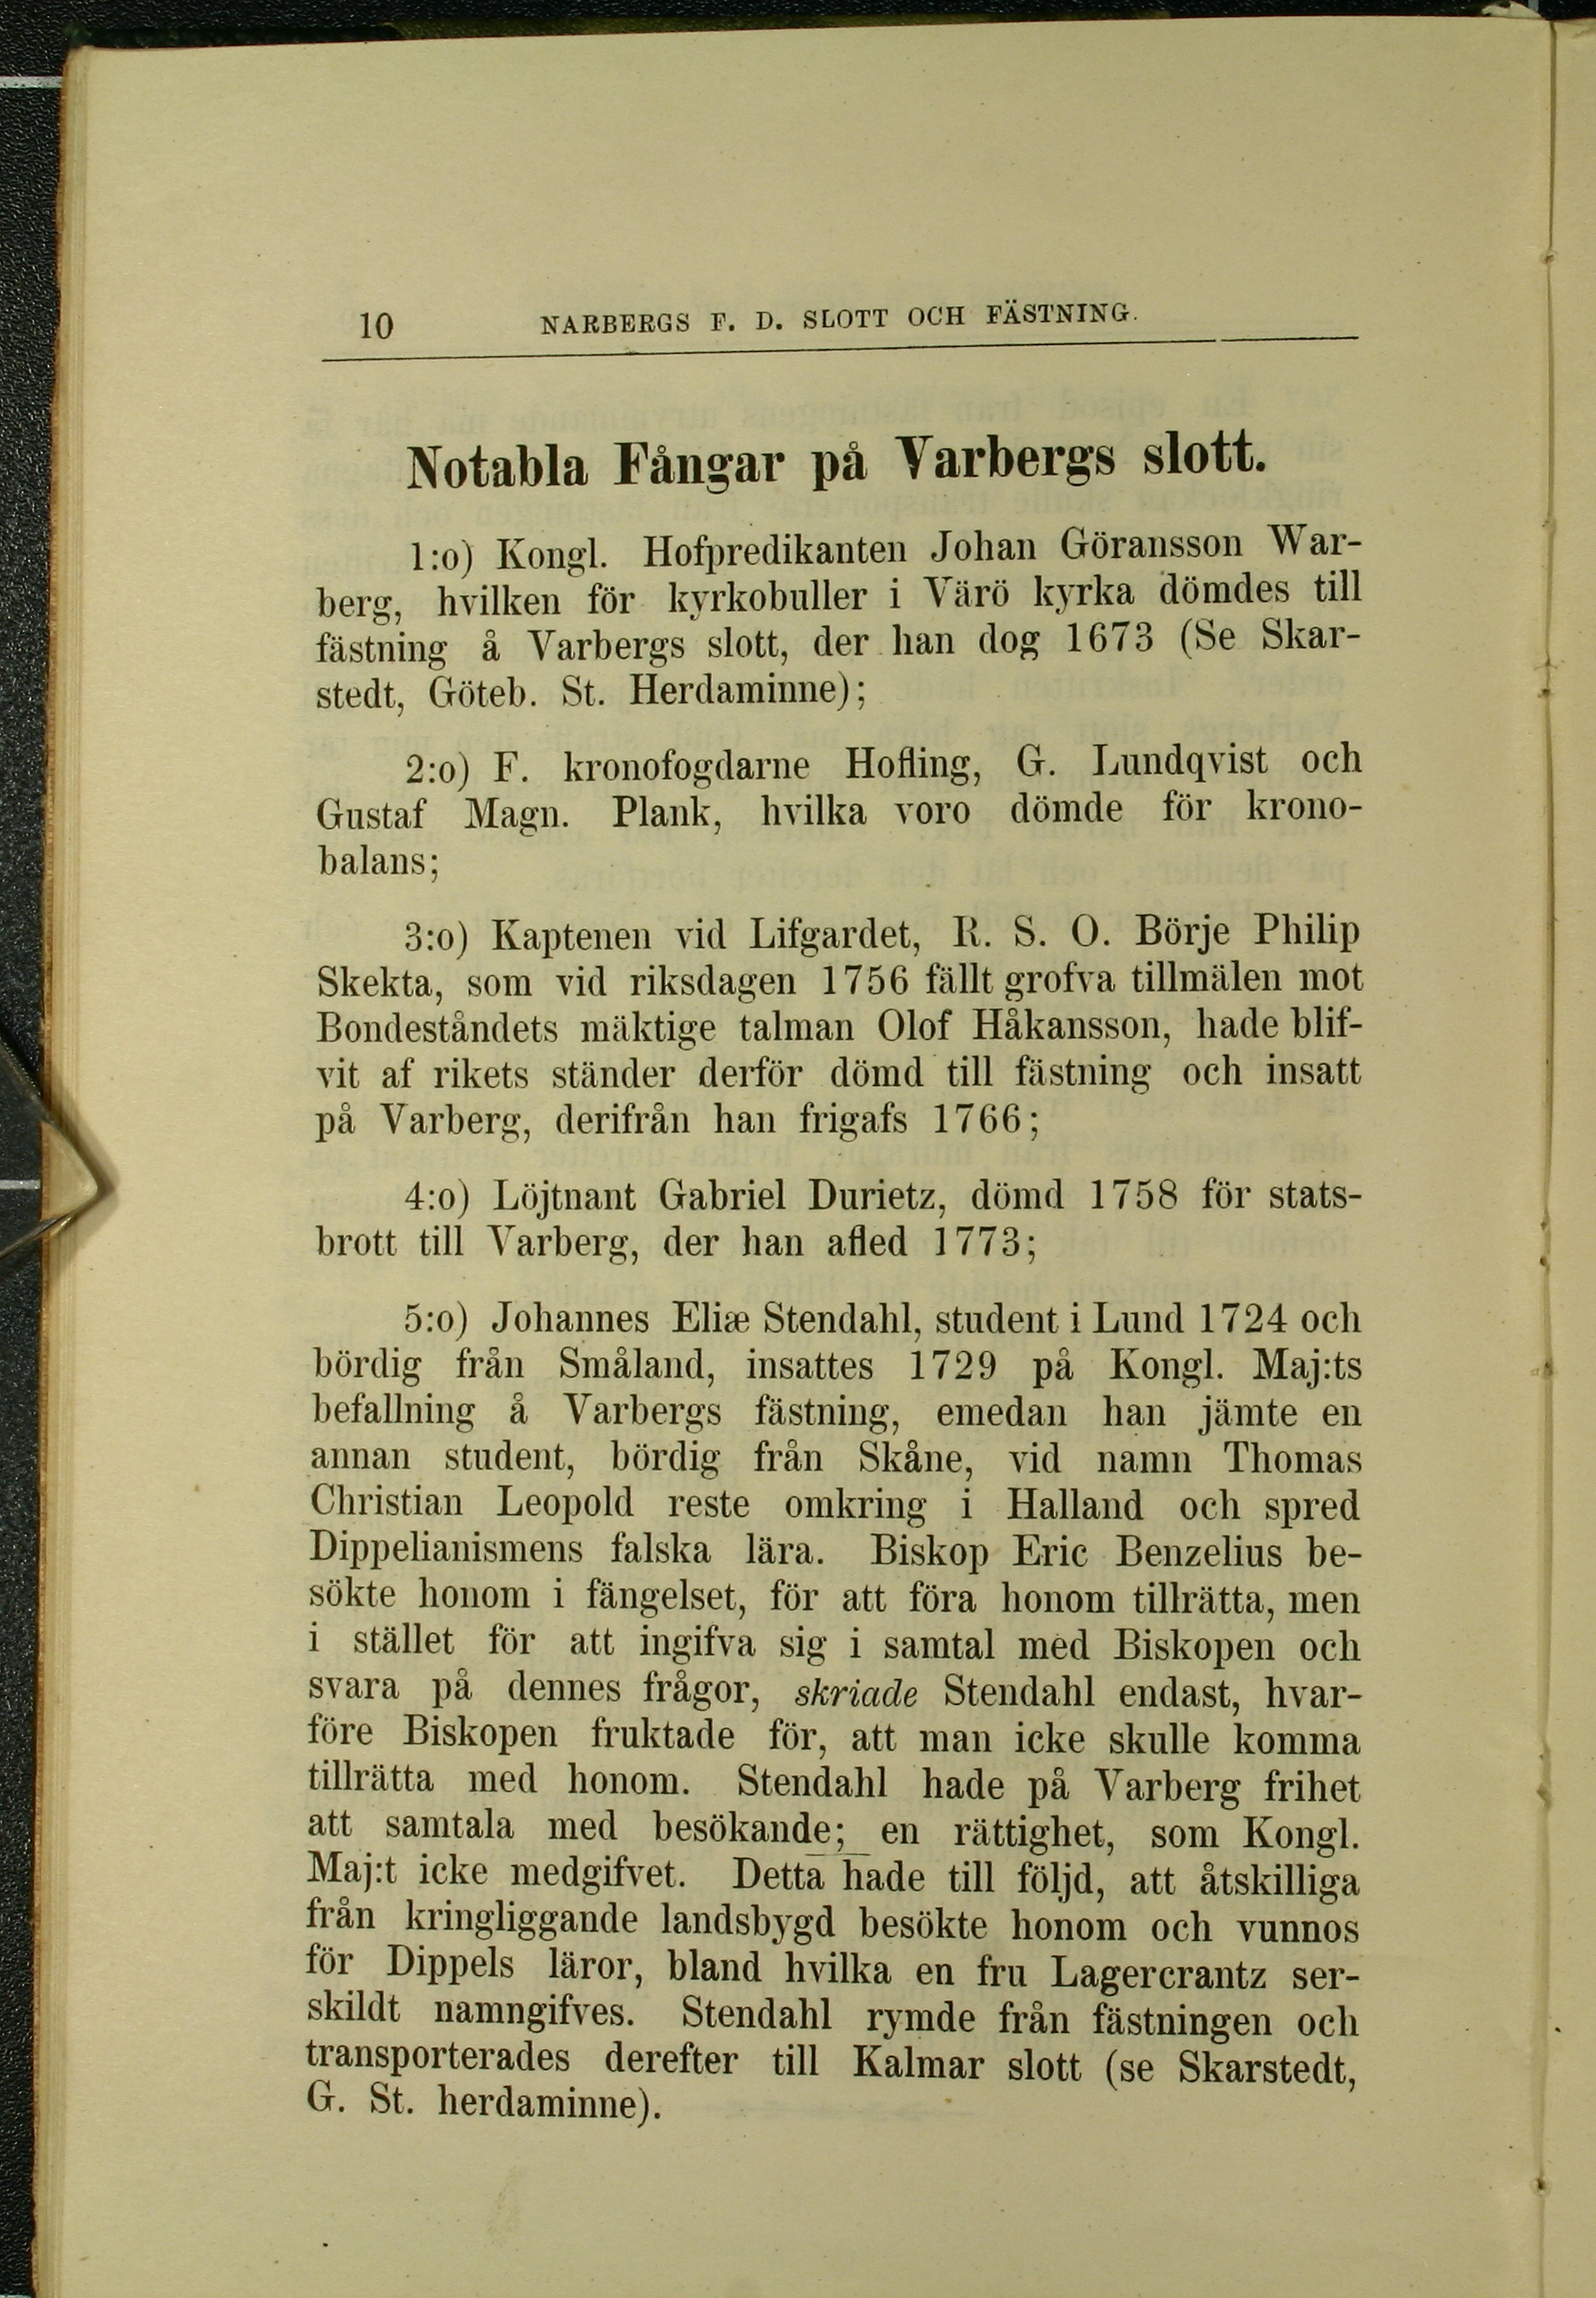 10 NARBERGS F. D. SLOTT OCH FÄSTNING.
Notabla Fångar på Varbergs slott.
1:o) Kongl. Hofpredikanten Johan Göransson War-
berg, hvilken för kyrkobuller i Värö kyrka dömdes till
fästning å Varbergs slott, der han dog 1673 (Se Skar-
stedt, Göteb. St. Herdaminne);
2:o) F. kronofogdarne Hofling, G. Lundqvist och
Gustaf Magn. Plank, hvilka voro dömde för krono-
balans;
3:o) Kaptenen vid Lifgardet, R. S. O. Börje Philip
Skekta, som vid riksdagen 1756 fällt grofva tillmälen mot
Bondeståndets mäktige talman Olof Håkansson, hade blif-
vit af rikets ständer derför dömd till fästning och insatt
på Varberg, derifrån han frigafs 1766;
4:o) Löjtnant Gabriel Durietz, dömd 1758 för stats-
brott till Varberg, der han afled 1773;
5:o) Johannes Eliæ Stendahl, student i Lund 1724 och
bördig från Småland, insattes 1729 på Kongl. Maj:ts
befallning å Varbergs fästning, emedan han jämte en
annan student, bördig från Skåne, vid namn Thomas
Christian Leopold reste omkring i Halland och spred
Dippelianismens falska lära. Biskop Eric Benzelius be-
sökte honom i fängelset, för att föra honom tillrätta, men
i stället för att ingifva sig i samtal med Biskopen och
svara på dennes frågor, skriade Stendahl endast, hvar-
före Biskopen fruktade för, att man icke skulle komma
tillrätta med honom. Stendahl hade på Varberg frihet
att samtala med besökande; en rättighet, som Kongl.
Maj:t icke medgifvet. Detta hade till följd, att åtskilliga
från kringliggande landsbygd besökte honom och vunnos
för Dippels läror, bland hvilka en fru Lagercrantz ser-
skildt namngifves. Stendahl rymde från fästningen och
transporterades derefter till Kalmar slott (se Skarstedt,
G. St. herdaminne).